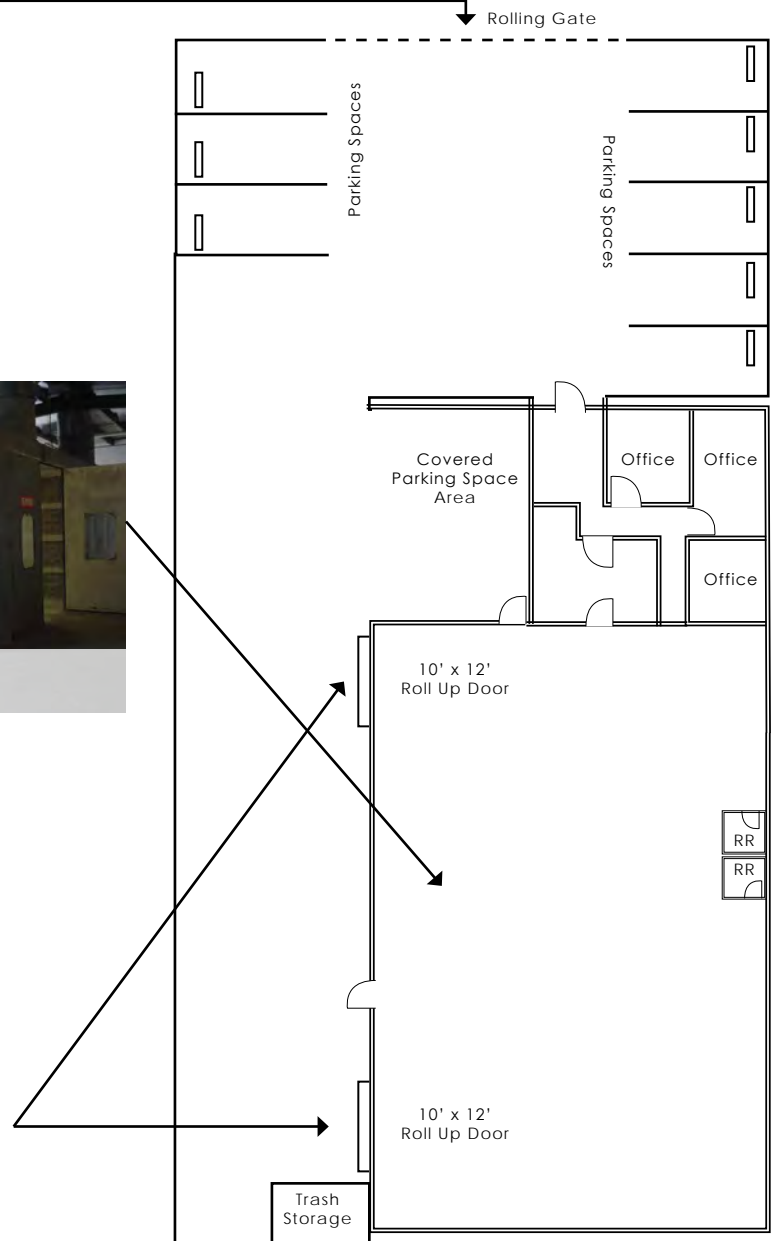 Rolling Gate
Parking Spaces
Parking Spaces
Covered
Parking Space
Area
Office
Office
Office
10’ x 12’
Roll Up Door
RR
RR
10’ x 12’
Roll Up Door
Trash
Storage